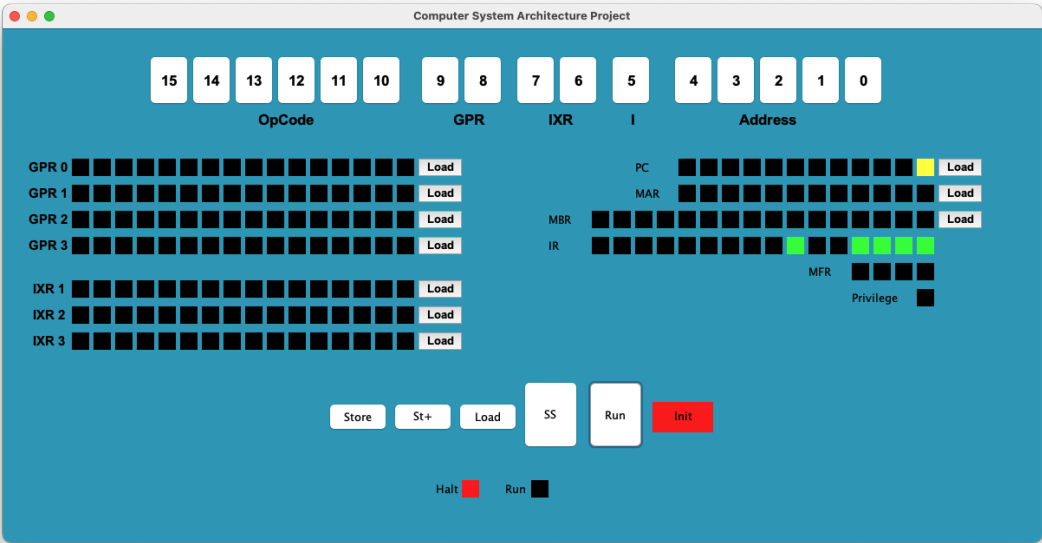 Computer System Architecture Project
15 14 13 12 11 10 9 8 7 6 5 4 3 2 1 0
OpCode GPR IXR I Address
GPR 0 Load PC Load
GPR 1 Load MAR Load
GPR 2 Load MBR Load
GPR 3 Load IR
MFR
IXR 1 Load Privilege
IXR 2 Load
IXR 3 Load
Store St+ Load SS Run Init
Halt Run